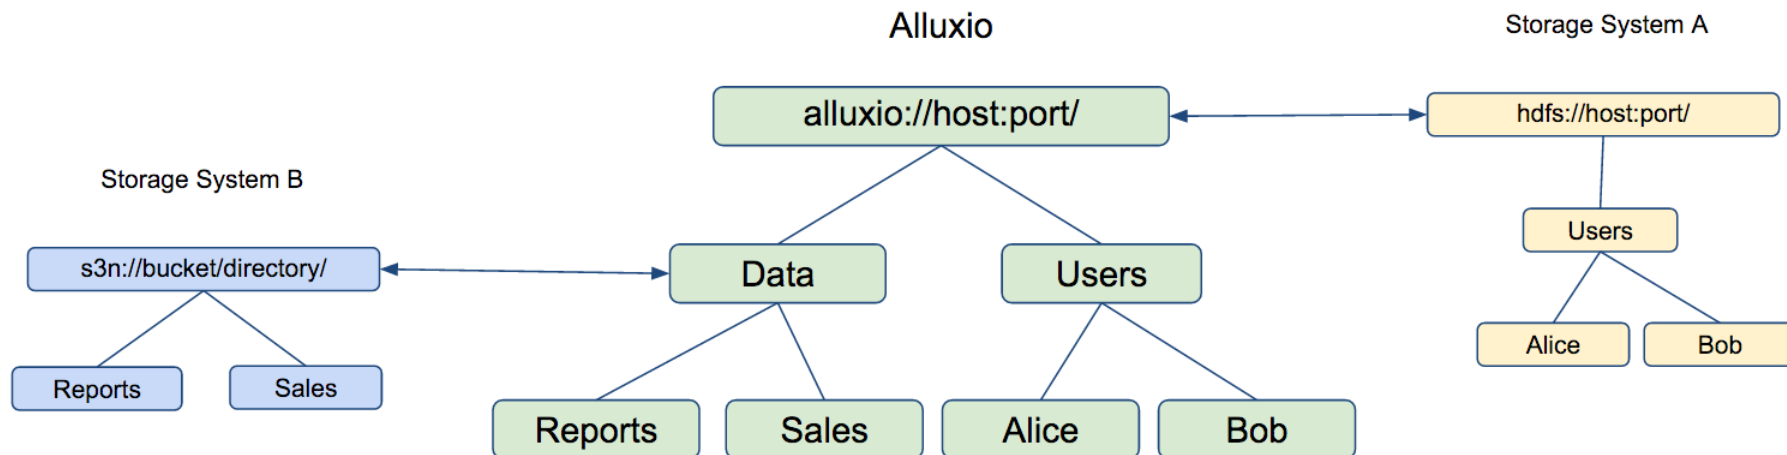 Alluxio
Storage System A
alluxio://host:port/
hdfs://host:port/
Storage System B
Users
s3n://bucket/directory/
Data
Users
Alice
Bob
Reports
Sales
Reports
Sales
Alice
Bob